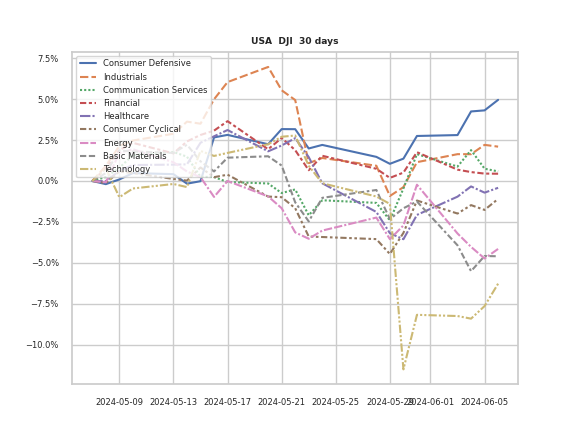 USA DJI 30 days
7.5%
5.0%
2.5%
0.0%
−2.5%
−5.0%
−7.5%
−10.0%
Consumer Defensive
Industrials
Communication Services
Financial
Healthcare
Consumer Cyclical
Energy
Basic Materials
Technology
2024-05-09 2024-05-13 2024-05-17 2024-05-21 2024-05-25 2024-05-29 2024-06-01 2024-06-05